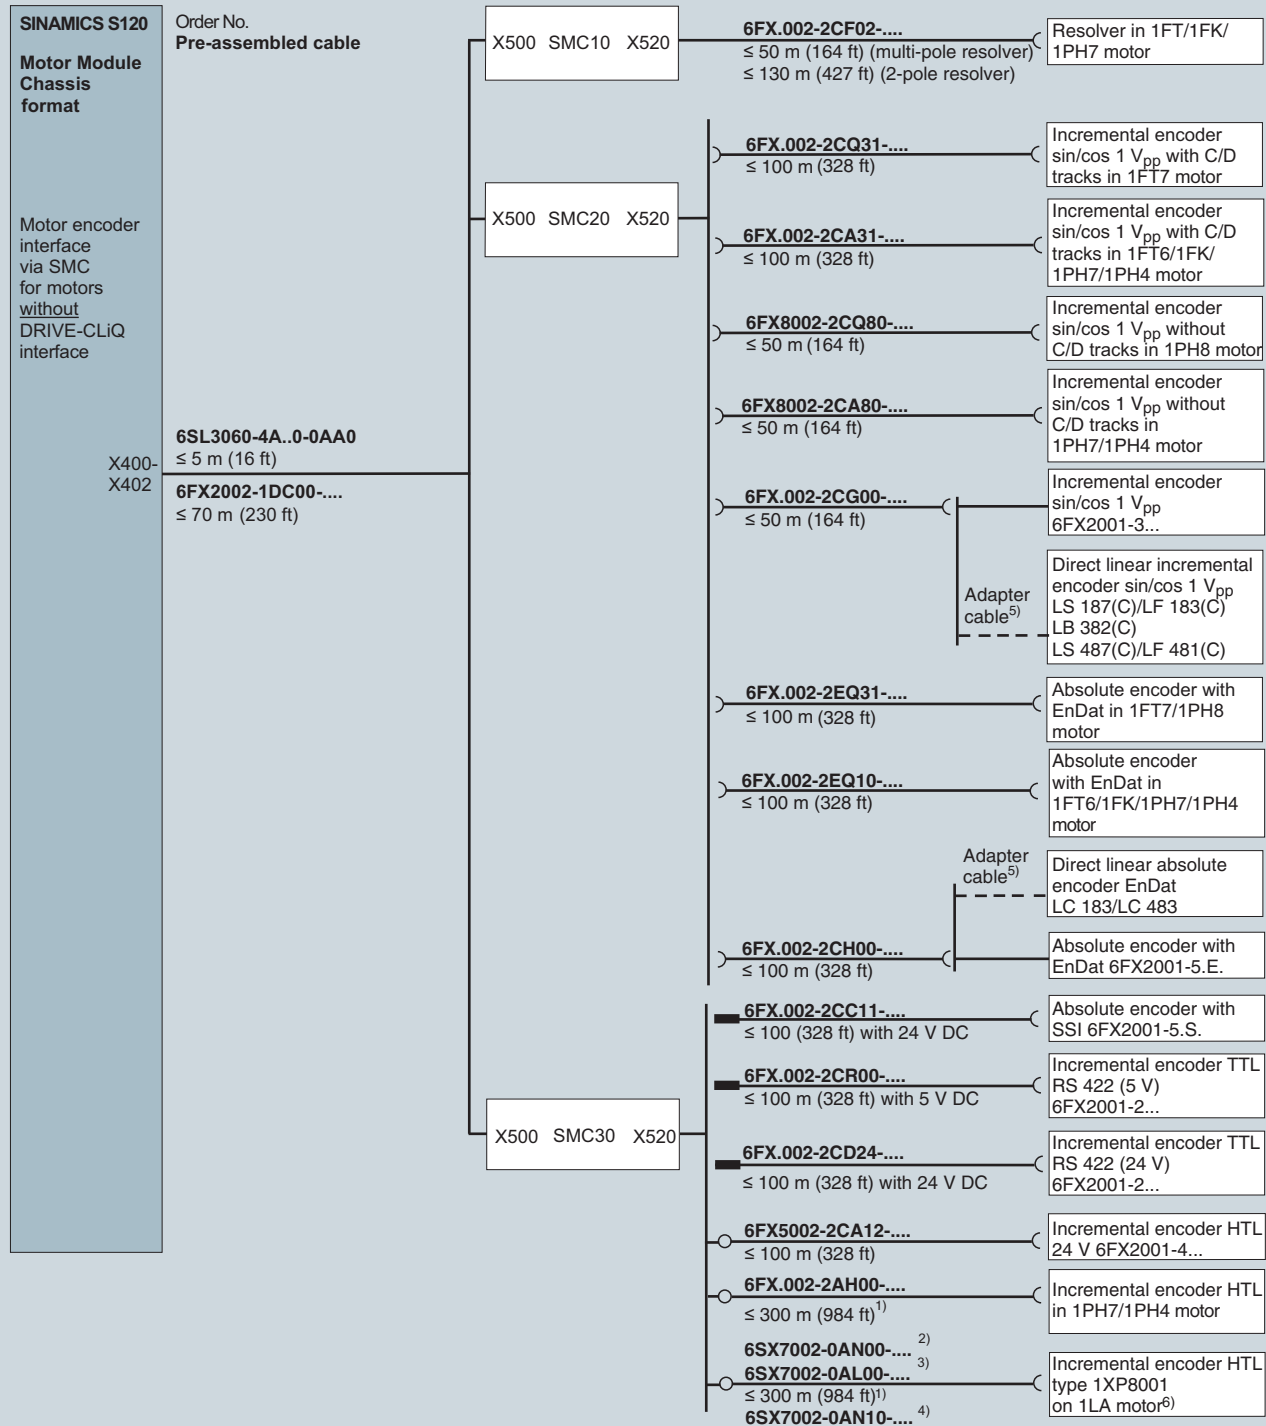 SINAMICS S120
Motor Module
Chassis
format
Motor encoder
interface
via SMC
for motors
without
DRIVE-CLiQ
interface
X400-
X402
Order No.
Pre-assembled cable
6SL3060-4A..0-0AA0
≤ 5 m (16 ft)
6FX2002-1DC00-....
≤ 70 m (230 ft)
X500 SMC10 X520
6FX.002-2CF02-....
≤ 50 m (164 ft) (multi-pole resolver)
≤ 130 m (427 ft) (2-pole resolver)
Resolver in 1FT/1FK/
1PH7 motor
X500 SMC20 X520
6FX.002-2CQ31-....
≤ 100 m (328 ft)
Incremental encoder
sin/cos 1 Vpp with C/D
tracks in 1FT7 motor
6FX.002-2CA31-....
≤ 100 m (328 ft)
Incremental encoder
sin/cos 1 Vpp with C/D
tracks in 1FT6/1FK/
1PH7/1PH4 motor
6FX8002-2CQ80-....
≤ 50 m (164 ft)
Incremental encoder
sin/cos 1 Vpp without
C/D tracks in 1PH8 motor
6FX8002-2CA80-....
≤ 50 m (164 ft)
Incremental encoder
sin/cos 1 Vpp without
C/D tracks in
1PH7/1PH4 motor
6FX.002-2CG00-....
≤ 50 m (164 ft)
Incremental encoder
sin/cos 1 Vpp
6FX2001-3...
Adapter
cable5)
Direct linear incremental
encoder sin/cos 1 Vpp
LS 187(C)/LF 183(C)
LB 382(C)
LS 487(C)/LF 481(C)
6FX.002-2EQ31-....
≤ 100 m (328 ft)
Absolute encoder with
EnDat in 1FT7/1PH8
motor
6FX.002-2EQ10-....
≤ 100 m (328 ft)
Absolute encoder
with EnDat in
1FT6/1FK/1PH7/1PH4
motor
Adapter
cable5)
Direct linear absolute
encoder EnDat
LC 183/LC 483
6FX.002-2CH00-....
≤ 100 m (328 ft)
Absolute encoder with
EnDat 6FX2001-5.E.
X500 SMC30 X520
6FX.002-2CC11-....
≤ 100 (328 ft) with 24 V DC
Absolute encoder with
SSI 6FX2001-5.S.
6FX.002-2CR00-....
≤ 100 m (328 ft) with 5 V DC
Incremental encoder TTL
RS 422 (5 V)
6FX2001-2...
6FX.002-2CD24-....
≤ 100 m (328 ft) with 24 V DC
Incremental encoder TTL
RS 422 (24 V)
6FX2001-2...
6FX5002-2CA12-....
≤ 100 m (328 ft)
Incremental encoder HTL
24 V 6FX2001-4...
6FX.002-2AH00-....
≤ 300 m (984 ft)1)
Incremental encoder HTL
in 1PH7/1PH4 motor
6SX7002-0AN00-.... 2)
6SX7002-0AL00-.... 3)
≤ 300 m (984 ft)1)
6SX7002-0AN10-.... 4)
Incremental encoder HTL
type 1XP8001
on 1LA motor6)